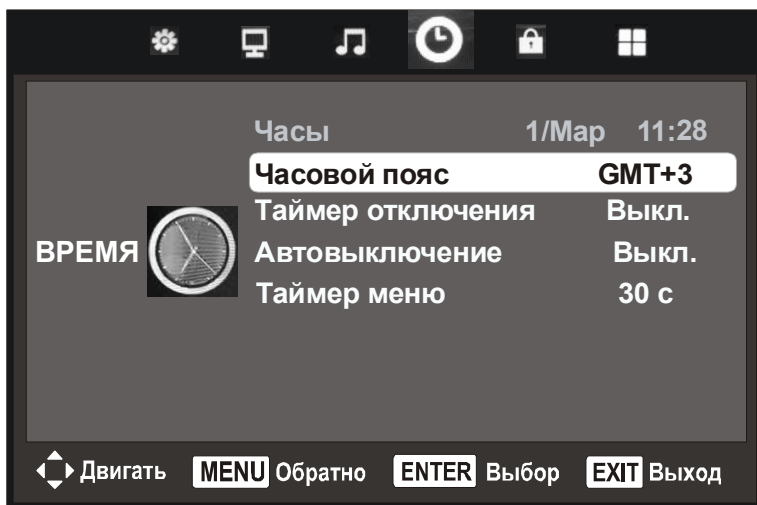 Часы 1/Мар 11:28
Часовой пояс GMT+3
Таймер отключения Выкл.
ВРЕМЯ Автовыключение Выкл.
Таймер меню 30 с
Двигать MENU Обратно ENTER Выбор EXIT Выход